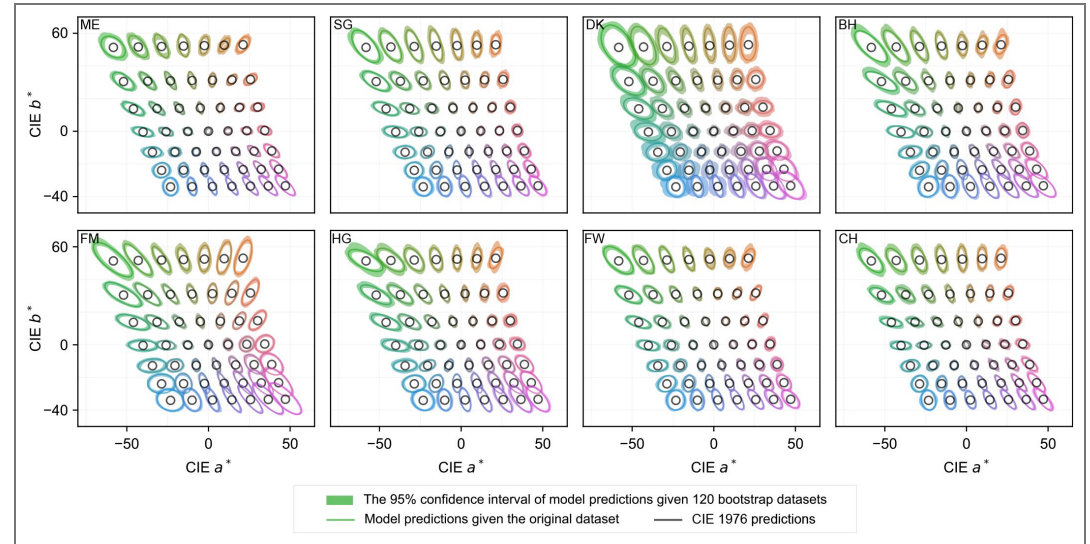 ME
SG
DK
BH
60
0
−40
CIE b*
FM
HG
FW
CH
60
0
−40
CIE b*
−50 0 50
−50 0 50
−50 0 50
−50 0 50
CIE a*
CIE a*
CIE a*
CIE a*
The 95% confidence interval of model predictions given 120 bootstrap datasets
Model predictions given the original dataset
CIE 1976 predictions